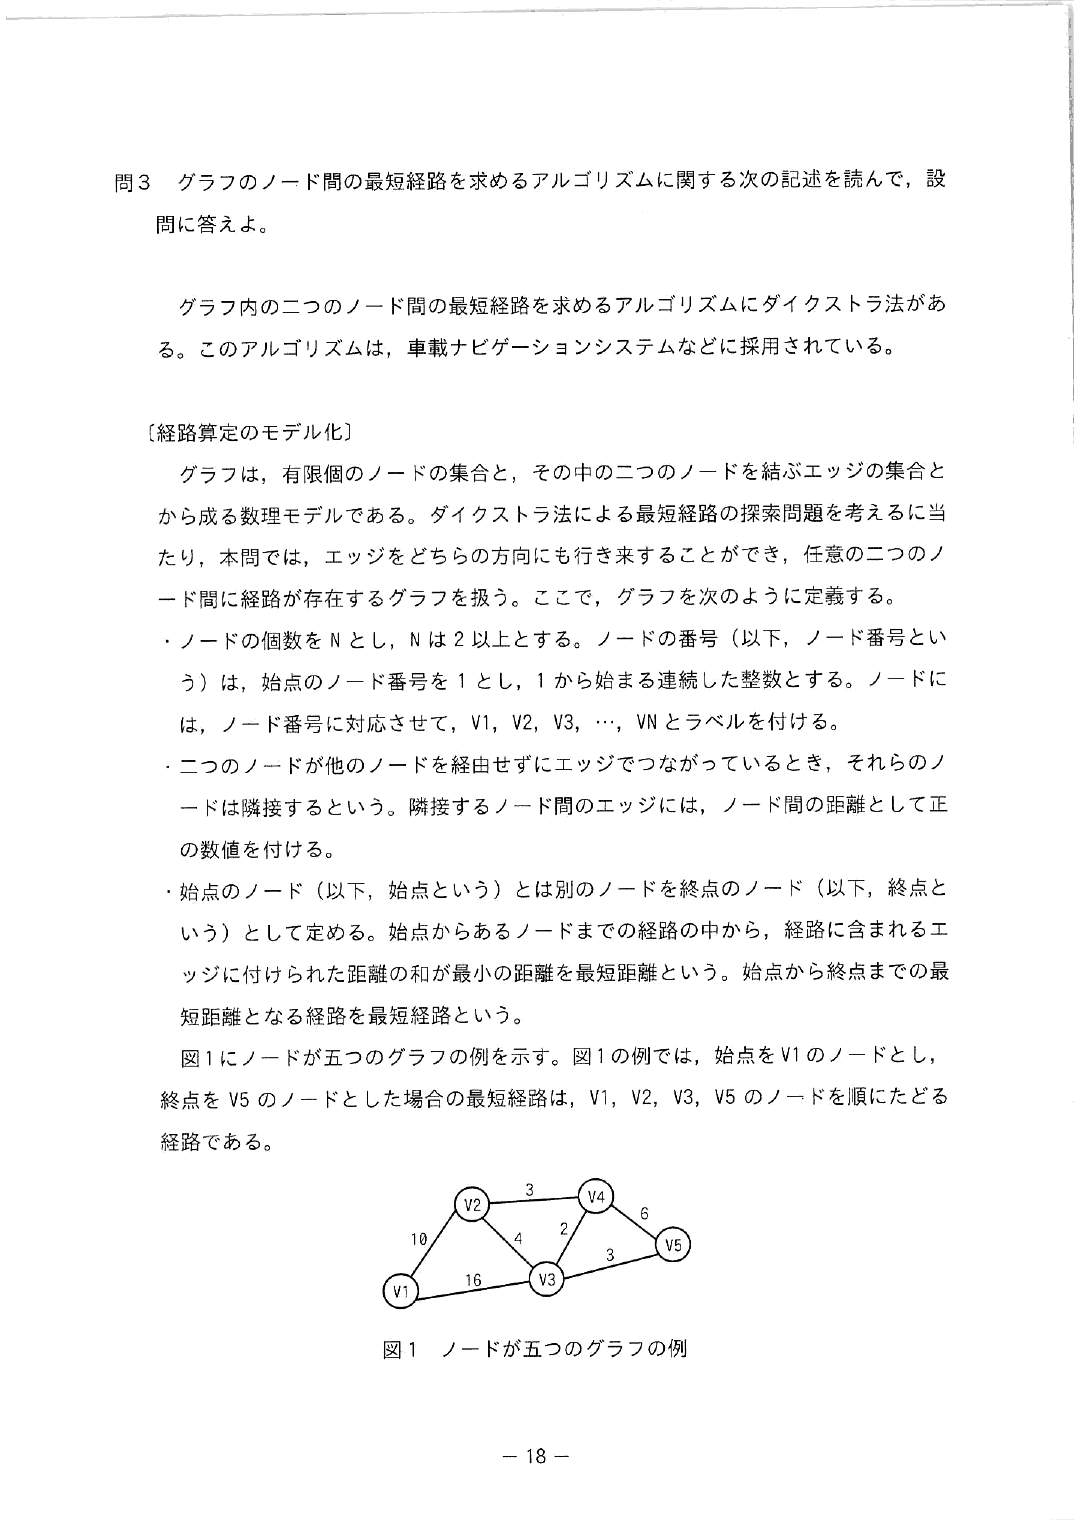 問3　グラフのノード間の最短経路を求めるアルゴリズムに関する次の記述を読んで，設
問に答えよ。
グラフ内の二つのノード間の最短経路を求めるアルゴリズムにダイクストラ法があ
る。このアルゴリズムは，車載ナビゲーションシステムなどに採用されている。
〔経路算定のモデル化〕
グラフは，有限個のノードの集合と，その中の二つのノードを結ぶエッジの集合と
から成る数理モデルである。ダイクストラ法による最短経路の探索問題を考えるに当
たり，本問では，エッジをどちらの方向にも行き来することができ，任意の二つのノ
ード間に経路が存在するグラフを扱う。ここで，グラフを次のように定義する。
・ノードの個数を N とし，N は 2 以上とする。ノードの番号（以下，ノード番号とい
う）は，始点のノード番号を 1 とし，1 から始まる連続した整数とする。ノードに
は，ノード番号に対応させて，V1，V2，V3，…，VN とラベルを付ける。
・二つのノードが他のノードを経由せずにエッジでつながっているとき，それらのノ
ードは隣接するという。隣接するノード間のエッジには，ノード間の距離として正
の数値を付ける。
・始点のノード（以下，始点という）とは別のノードを終点のノード（以下，終点と
いう）として定める。始点からあるノードまでの経路の中から，経路に含まれるエ
ッジに付けられた距離の和が最小の距離を最短距離という。始点から終点までの最
短距離となる経路を最短経路という。
図1にノードが五つのグラフの例を示す。図1の例では，始点を V1 のノードとし，
終点を V5 のノードとした場合の最短経路は，V1，V2，V3，V5 のノードを順にたどる
経路である。
V2 3 V4
10 4 2 6
V5
3
V1 16 V3
図1　ノードが五つのグラフの例
― 18 ―